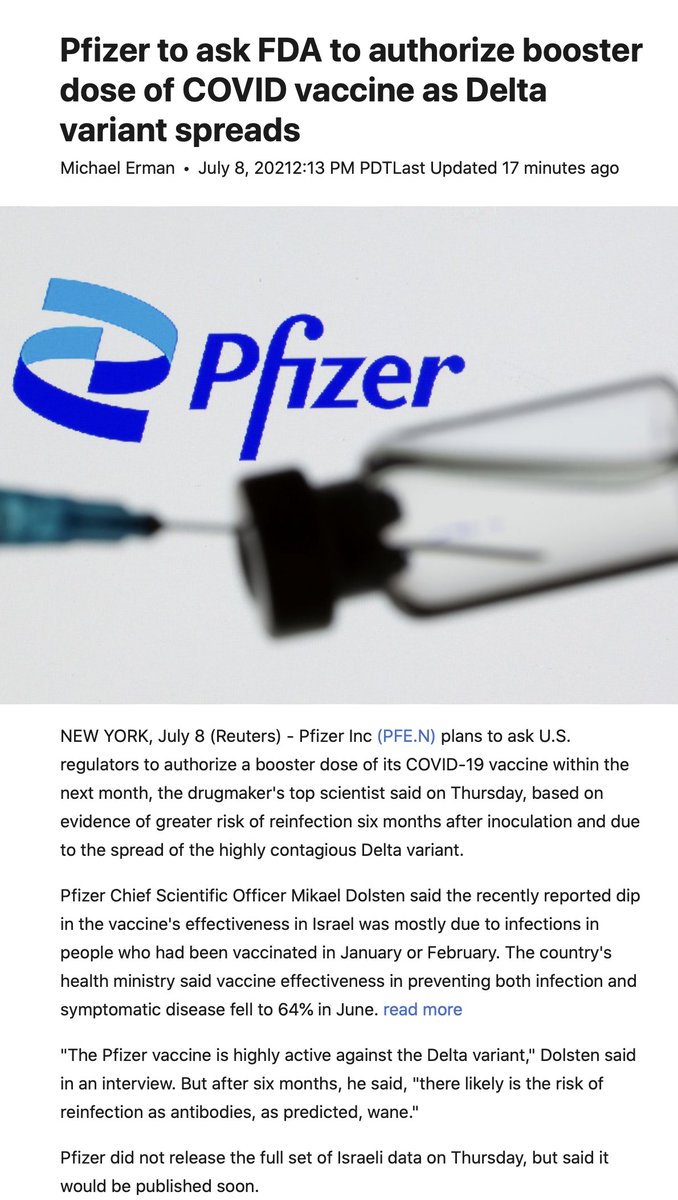 Pfizer to ask FDA to authorize booster
dose of COVID vaccine as Delta
variant spreads
Michael Erman • July 8, 20212:13 PM PDTLast Updated 17 minutes ago
Pfizer
NEW YORK, July 8 (Reuters) - Pfizer Inc (PFE.N) plans to ask U.S.
regulators to authorize a booster dose of its COVID-19 vaccine within the
next month, the drugmaker's top scientist said on Thursday, based on
evidence of greater risk of reinfection six months after inoculation and due
to the spread of the highly contagious Delta variant.
Pfizer Chief Scientific Officer Mikael Dolsten said the recently reported dip
in the vaccine's effectiveness in Israel was mostly due to infections in
people who had been vaccinated in January or February. The country's
health ministry said vaccine effectiveness in preventing both infection and
symptomatic disease fell to 64% in June. read more
"The Pfizer vaccine is highly active against the Delta variant," Dolsten said
in an interview. But after six months, he said, "there likely is the risk of
reinfection as antibodies, as predicted, wane."
Pfizer did not release the full set of Israeli data on Thursday, but said it
would be published soon.